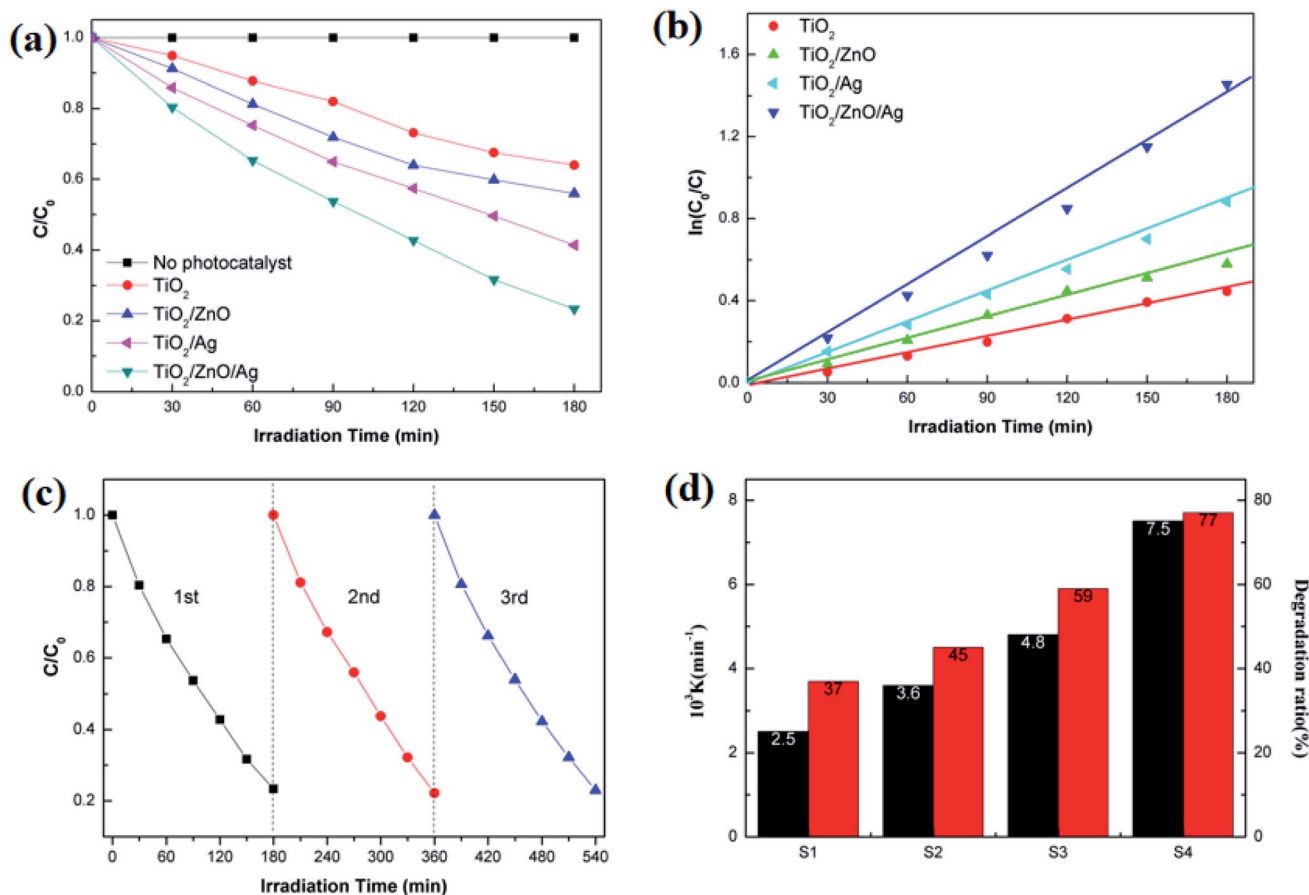 (a)
1.0
0.8
0.6
0.4
0.2
0.0
C/C₀
No photocatalyst
TiO₂
TiO₂/ZnO
TiO₂/Ag
TiO₂/ZnO/Ag
0 30 60 90 120 150 180
Irradiation Time (min)
(b)
TiO₂
TiO₂/ZnO
TiO₂/Ag
TiO₂/ZnO/Ag
1.6
1.2
0.8
0.4
0.0
ln(C₀/C)
30 60 90 120 150 180
Irradiation Time (min)
(c)
1.0
0.8
0.6
0.4
0.2
C/C₀
1st 2nd 3rd
0 60 120 180 240 300 360 420 480 540
Irradiation Time (min)
(d)
8
6
4
2
0
10³K(min⁻¹)
2.5 37 3.6 45 4.8 59 7.5 77
80
60
40
20
0
Degradation ratio(%)
S1 S2 S3 S4